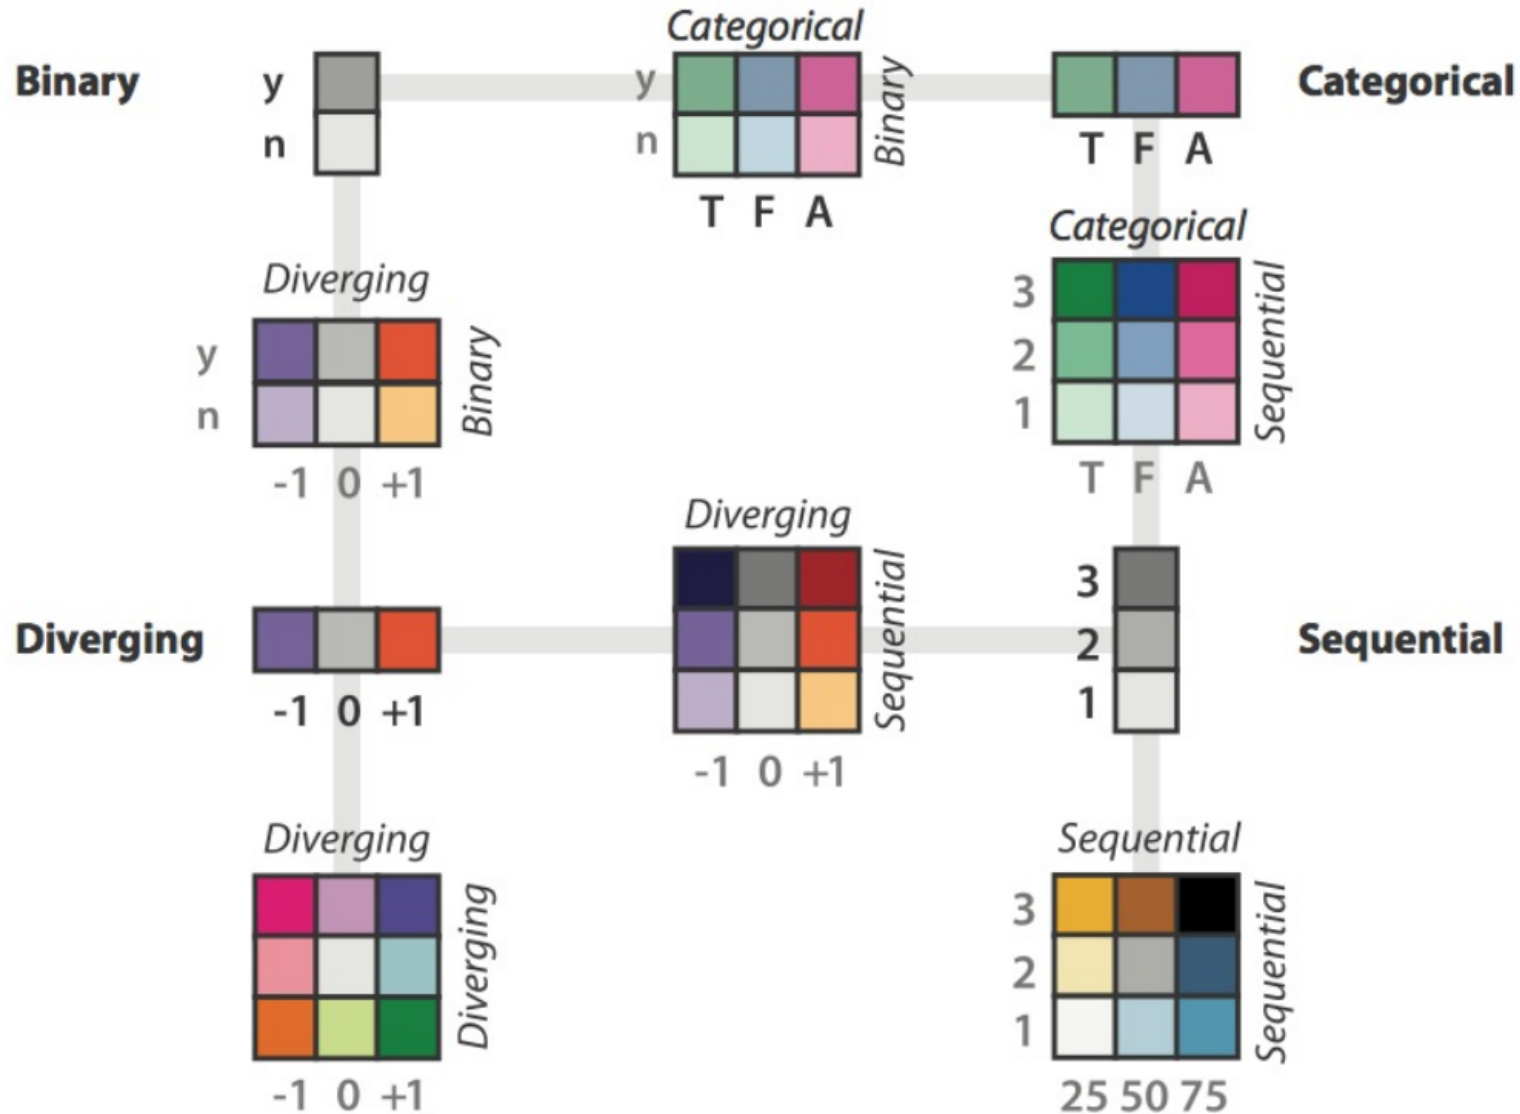 Categorical
Binary y y Binary Categorical
n n
T F A T F A
Categorical
Diverging 3 Sequential
y Binary 2
n 1
-1 0 +1 T F A
Diverging
3
Diverging Sequential 2 Sequential
-1 0 +1 1
-1 0 +1
Diverging Sequential
Diverging 3 Sequential
2
1
-1 0 +1 25 50 75